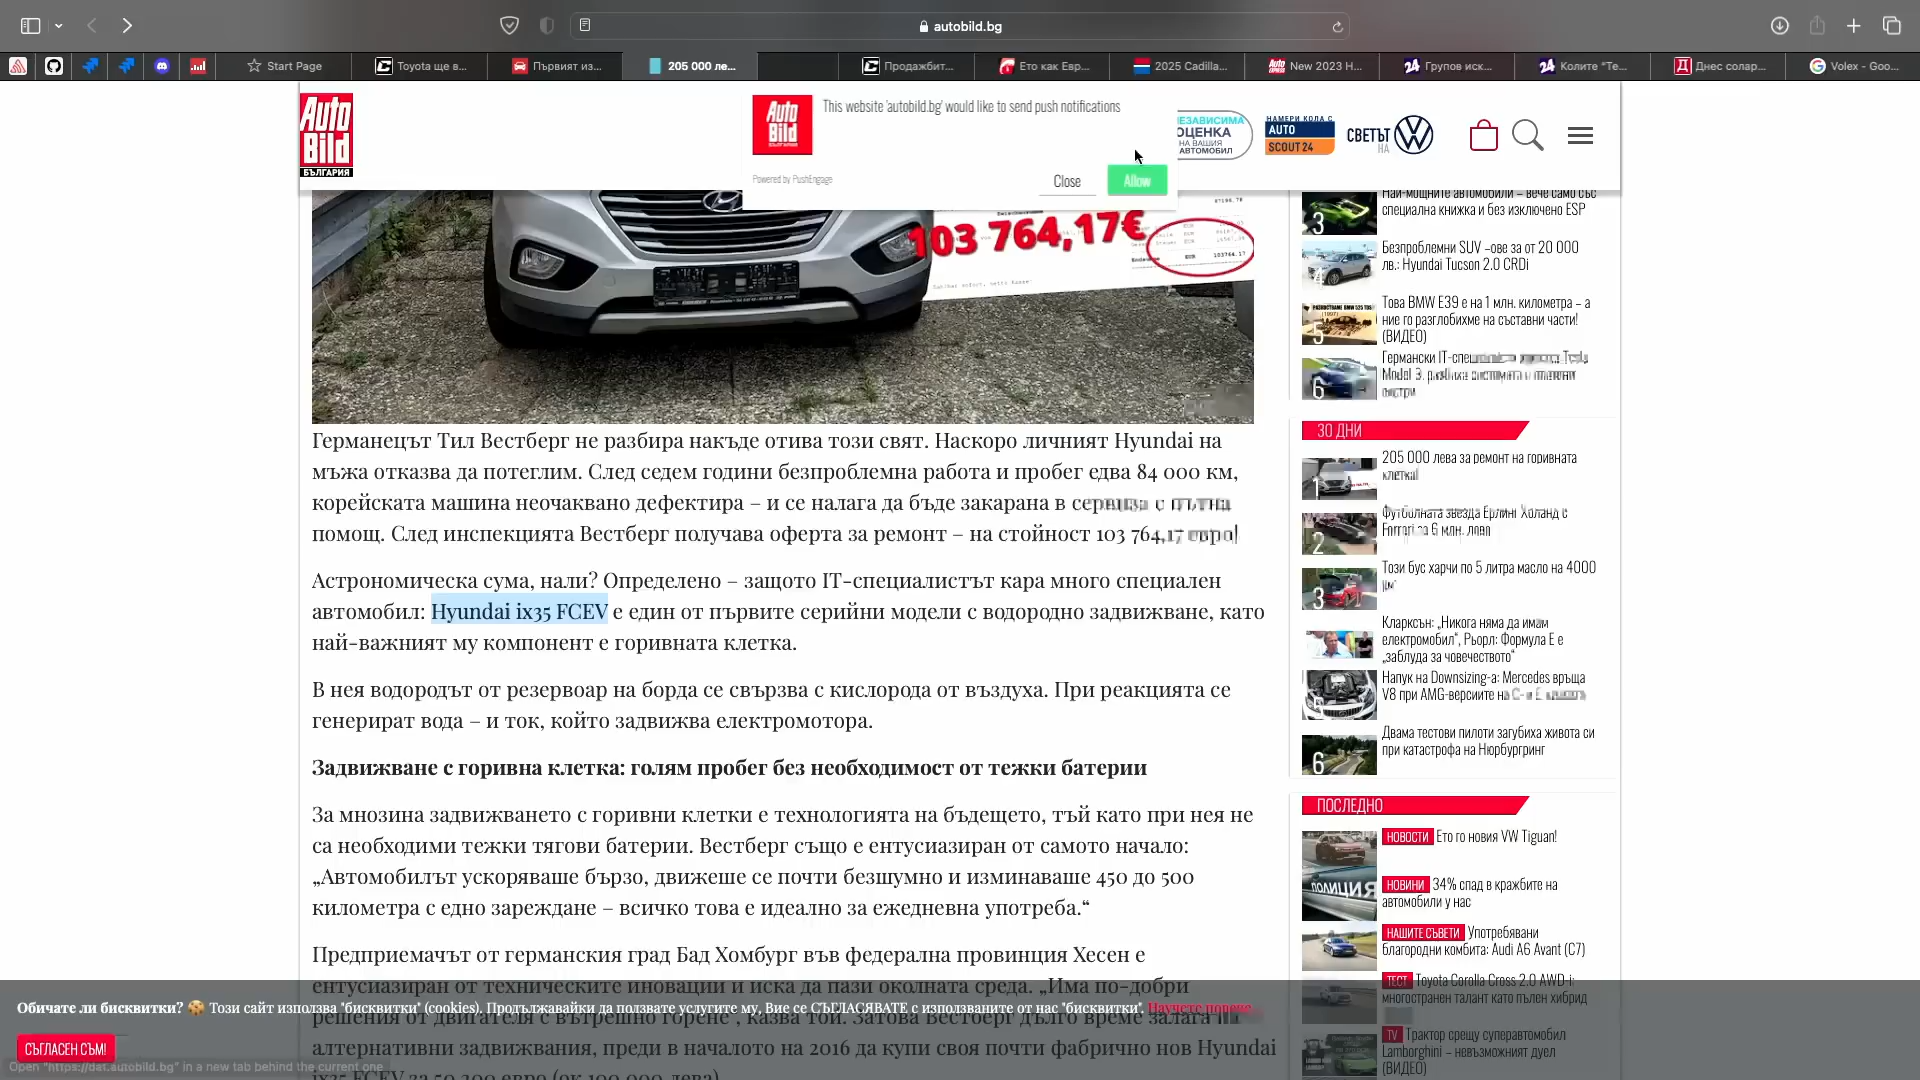 autobild.bg
Start Page
Toyota ще в...
Първият из...
205 000 ле...
Продажбит...
Ето как Евр...
2025 Cadilla...
New 2023 H...
Групов иск...
Колите "Те...
Днес солар...
Volex - Goo...
Auto
Bild
БЪЛГАРИЯ
Auto
Bild
This website 'autobild.bg' would like to send push notifications
Powered by PushEngage
Close
Allow
ЕЗАВИСИМА
ОЦЕНКА
НА ВАШИЯ
АВТОМОБИЛ
НАМЕРИ КОЛА С
AUTO
SCOUT 24
СВЕТЪТ
НА
103 764,17€
103764.17
Германецът Тил Вестберг не разбира накъде отива този свят. Наскоро личният Hyundai на
мъжа отказва да потеглим. След седем години безпроблемна работа и пробег едва 84 000 км,
корейската машина неочаквано дефектира – и се налага да бъде закарана в
помощ. След инспекцията Вестберг получава оферта за ремонт – на стойност 103 764,17 евро!
Астрономическа сума, нали? Определено – защото IT-специалистът кара много специален
автомобил: Hyundai ix35 FCEV е един от първите серийни модели с водородно задвижване, като
най-важният му компонент е горивната клетка.
В нея водородът от резервоар на борда се свързва с кислорода от въздуха. При реакцията се
генерират вода – и ток, който задвижва електромотора.
Задвижване с горивна клетка: голям пробег без необходимост от тежки батерии
За мнозина задвижването с горивни клетки е технологията на бъдещето, тъй като при нея не
са необходими тежки тягови батерии. Вестберг също е ентусиазиран от самото начало:
„Автомобилът ускоряваше бързо, движеше се почти безшумно и изминаваше 450 до 500
километра с едно зареждане – всичко това е идеално за ежедневна употреба.“
Предприемачът от германския град Бад Хомбург във федерална провинция Хесен е
ентусиазиран от техническите иновации и иска да пази околната среда. „Има по-добри
решения от двигателя с вътрешно горене“, казва той. Затова Вестберг дълго време залага на
алтернативни задвижвания, преди в началото на 2016 да купи своя почти фабрично нов Hyundai
Най-мощните автомобили – вече само със
специална книжка и без изключено ESP
3
Безпроблемни SUV –ове за от 20 000
лв.: Hyundai Tucson 2.0 CRDi
4
Това BMW E39 е на 1 млн. километра – а
ние го разглобихме на съставни части!
(ВИДЕО)
5
Германски
Model 3,
6
30 ДНИ
205 000 лева за ремонт на горивната
клетка!
1
Футболната звезда Ерлинг Холанд с
Ferrari за 6 млн. лева
2
Този бус харчи по 5 литра масло на 4000
км
3
Кларксън: „Никога няма да имам
електромобил“, Рьорл: Формула Е е
„заблуда за човечеството“
Напук на Downsizing-а: Mercedes връща
V8 при AMG-версиите на
Двама тестови пилоти загубиха живота си
при катастрофа на Нюрбургринг
6
ПОСЛЕДНО
НОВОСТИ Ето го новия VW Tiguan!
НОВИНИ 34% спад в кражбите на
автомобили у нас
НАШИТЕ СЪВЕТИ Употребявани
благородни комбита: Audi A6 Avant (C7)
ТЕСТ Toyota Corolla Cross 2.0 AWD-i:
многостранен талант като пълен хибрид
TV Трактор срещу суперавтомобил
Lamborghini – невъзможният дуел
(ВИДЕО)
Обичате ли бисквитки? Този сайт използва "бисквитки" (cookies). Продължавайки да ползвате услугите му, Вие се СЪГЛАСЯВАТЕ с използваните от нас "бисквитки". Научете повече
СЪГЛАСЕН СЪМ!
Open "https://dat.autobild.bg" in a new tab behind the current one